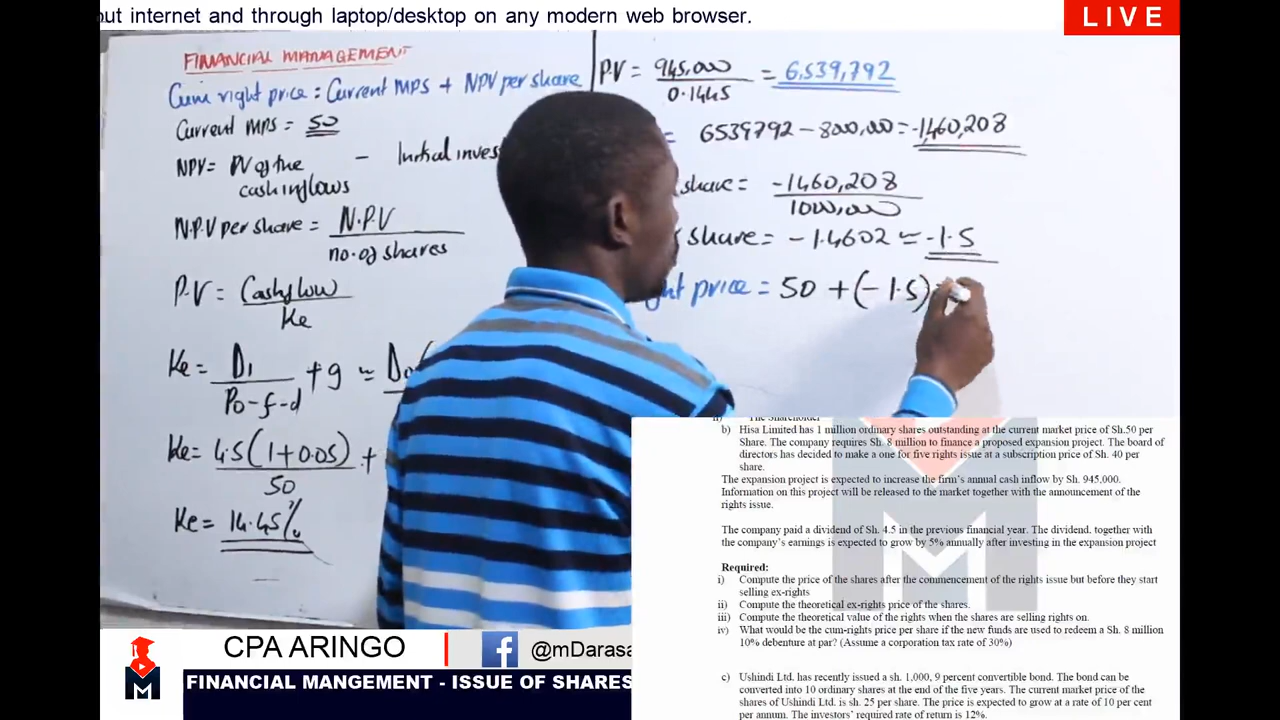 out internet and through laptop/desktop on any modern web browser.
LIVE
FINANCIAL MANAGEMENT
Cum right price = Current MPS + NPV per share
Current MPS = 50
NPV = PV of the cash inflows - Initial inves
N.P.V per share = N.P.V / no. of shares
P.V = Cashflow / Ke
Ke = D1 / Po-f-d + g = Do(
Ke = 4.5(1+0.05) / 50 +
Ke = 14.45%
P.V = 945,000 / 0.1445 = 6,539,792
= 6539792 - 800,000 = -1,460,208
share = -1460,208 / 1000,000
share = -1.4602 = -1.5
ght price = 50 + (-1.5)
b) Hisa Limited has 1 million ordinary shares outstanding at the current market price of Sh.50 per
Share. The company requires Sh. 8 million to finance a proposed expansion project. The board of
directors has decided to make a one for five rights issue at a subscription price of Sh. 40 per
share.
The expansion project is expected to increase the firm's annual cash inflow by Sh. 945,000.
Information on this project will be released to the market together with the announcement of the
rights issue.
The company paid a dividend of Sh. 4.5 in the previous financial year. The dividend, together with
the company's earnings is expected to grow by 5% annually after investing in the expansion project
Required:
i) Compute the price of the shares after the commencement of the rights issue but before they start
selling ex-rights
ii) Compute the theoretical ex-rights price of the shares.
iii) Compute the theoretical value of the rights when the shares are selling rights on.
iv) What would be the cum-rights price per share if the new funds are used to redeem a Sh. 8 million
10% debenture at par? (Assume a corporation tax rate of 30%)
c) Ushindi Ltd. has recently issued a sh. 1,000, 9 percent convertible bond. The bond can be
converted into 10 ordinary shares at the end of the five years. The current market price of the
shares of Ushindi Ltd. is sh. 25 per share. The price is expected to grow at a rate of 10 per cent
per annum. The investors' required rate of return is 12%.
CPA ARINGO
@mDarasa
FINANCIAL MANGEMENT - ISSUE OF SHARES